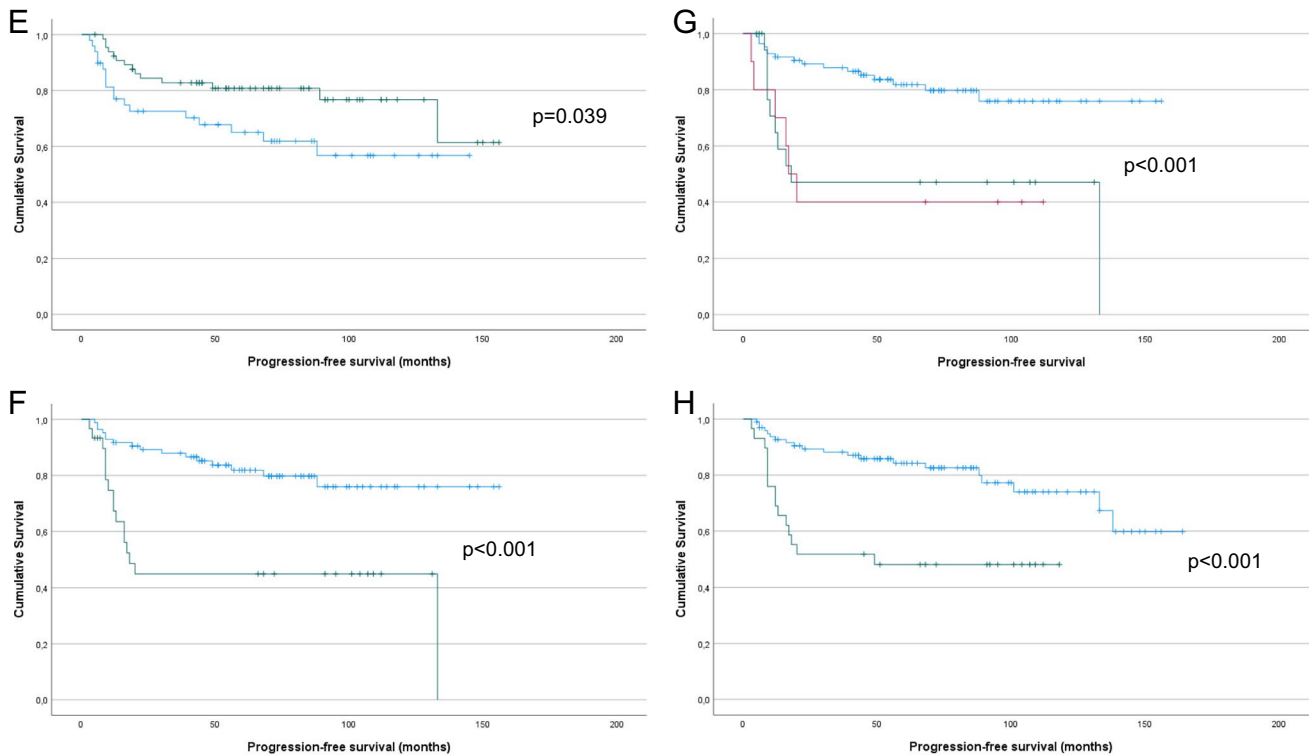 E
1,0
0,8
0,6
0,4
0,2
0,0
Cumulative Survival
p=0.039
0 50 100 150 200
Progression-free survival (months)
G
1,0
0,8
0,6
0,4
0,2
0,0
Cumulative Survival
p<0.001
0 50 100 150 200
Progression-free survival
F
1,0
0,8
0,6
0,4
0,2
0,0
Cumulative Survival
p<0.001
0 50 100 150 200
Progression-free survival (months)
H
1,0
0,8
0,6
0,4
0,2
0,0
Cumulative Survival
p<0.001
0 50 100 150 200
Progression-free survival (months)